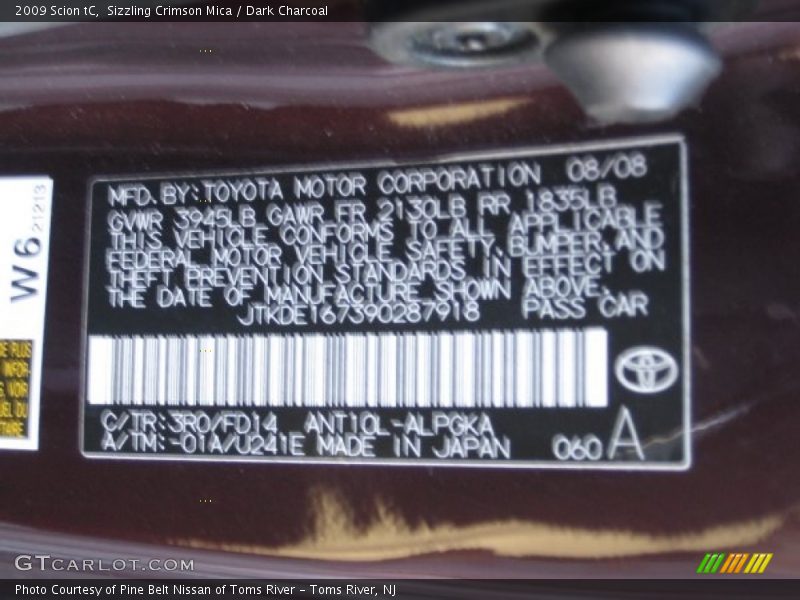 2009 Scion tC, Sizzling Crimson Mica / Dark Charcoal
MFD. BY: TOYOTA MOTOR CORPORATION 08/08
GVWR 3945LB GAWR FR 2130LB RR 1835LB
THIS VEHICLE CONFORMS TO ALL APPLICABLE
FEDERAL MOTOR VEHICLE SAFETY, BUMPER, AND
THEFT PREVENTION STANDARDS IN EFFECT ON
THE DATE OF MANUFACTURE SHOWN ABOVE.
JTKDE167390287918 PASS CAR
C/TR: 3R0/FD14 ANT10L-ALPGKA
A/TM: -01A/U241E MADE IN JAPAN 060 A
W6 21213
GTCARLOT.COM
Photo Courtesy of Pine Belt Nissan of Toms River – Toms River, NJ